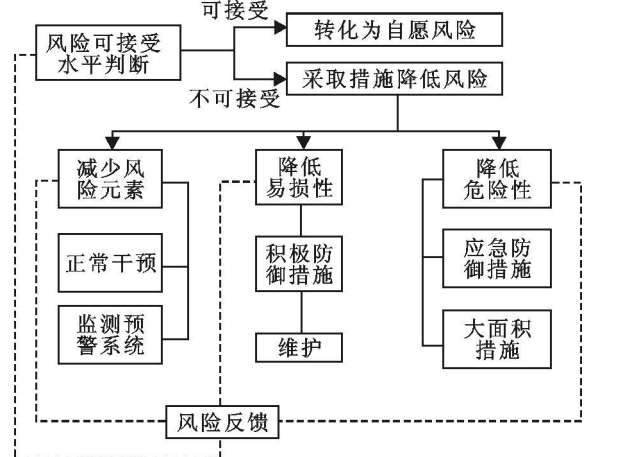 可接受
转化为自愿风险
风险可接受
水平判断
采取措施降低风险
不可接受
减少风
险元素
降低
易损性
降低
危险性
正常干预
积极防
御措施
应急防
御措施
监测预
警系统
维护
大面积
措施
风险反馈